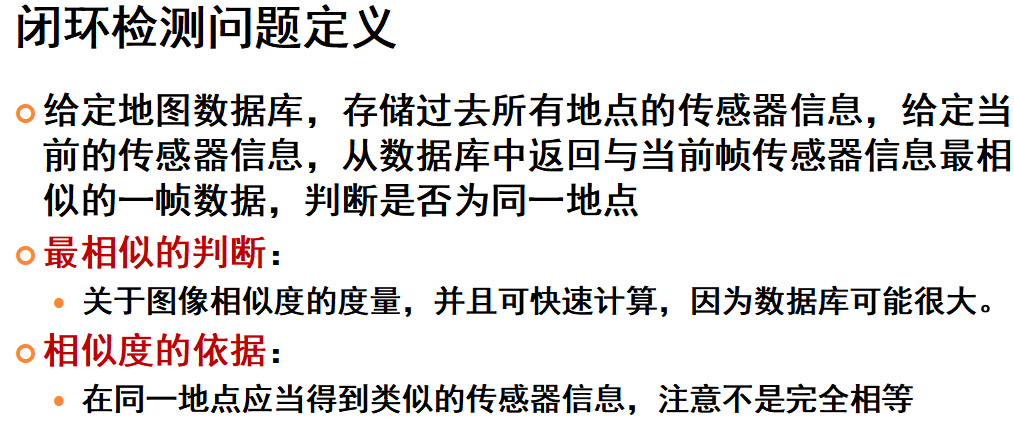 闭环检测问题定义
给定地图数据库，存储过去所有地点的传感器信息，给定当
前的传感器信息，从数据库中返回与当前帧传感器信息最相
似的一帧数据，判断是否为同一地点
最相似的判断：
关于图像相似度的度量，并且可快速计算，因为数据库可能很大。
相似度的依据：
在同一地点应当得到类似的传感器信息，注意不是完全相等